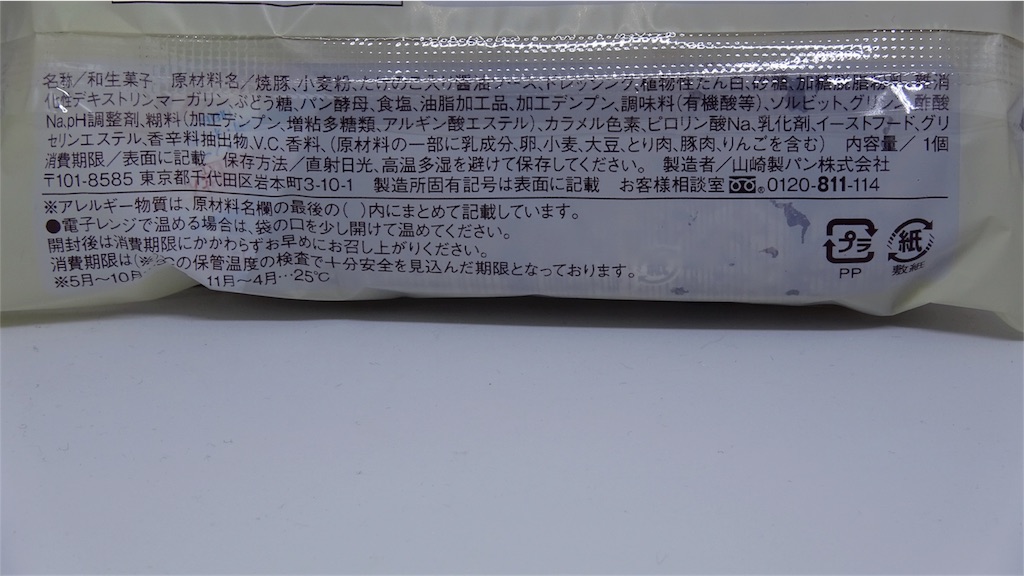 名称／和生菓子 原材料名／焼豚、小麦粉、たけのこ入り醤油ソース、ドレッシング、植物性たん白、砂糖、加糖脱脂粉乳、難消
化性デキストリン、マーガリン、ぶどう糖、パン酵母、食塩、油脂加工品、加工デンプン、調味料(有機酸等)、ソルビット、グリシン、酢酸
Na、pH調整剤、糊料(加工デンプン、増粘多糖類、アルギン酸エステル)、カラメル色素、ピロリン酸Na、乳化剤、イーストフード、グリ
セリンエステル、香辛料抽出物、V.C、香料、(原材料の一部に乳成分、卵、小麦、大豆、とり肉、豚肉、りんごを含む) 内容量／1個
消費期限／表面に記載 保存方法／直射日光、高温多湿を避けて保存してください。 製造者／山崎製パン株式会社
〒101-8585 東京都千代田区岩本町3-10-1 製造所固有記号は表面に記載 お客様相談室 0120-811-114
※アレルギー物質は、原材料名欄の最後の( )内にまとめて記載しています。
●電子レンジで温める場合は、袋の口を少し開けて温めてください。
開封後は消費期限にかかわらずお早めにお召し上がりください。
消費期限は(※)℃の保管温度の検査で十分安全を見込んだ期限となっております。
※5月〜10月 11月〜4月…25℃
プラ
PP
紙
敷紙